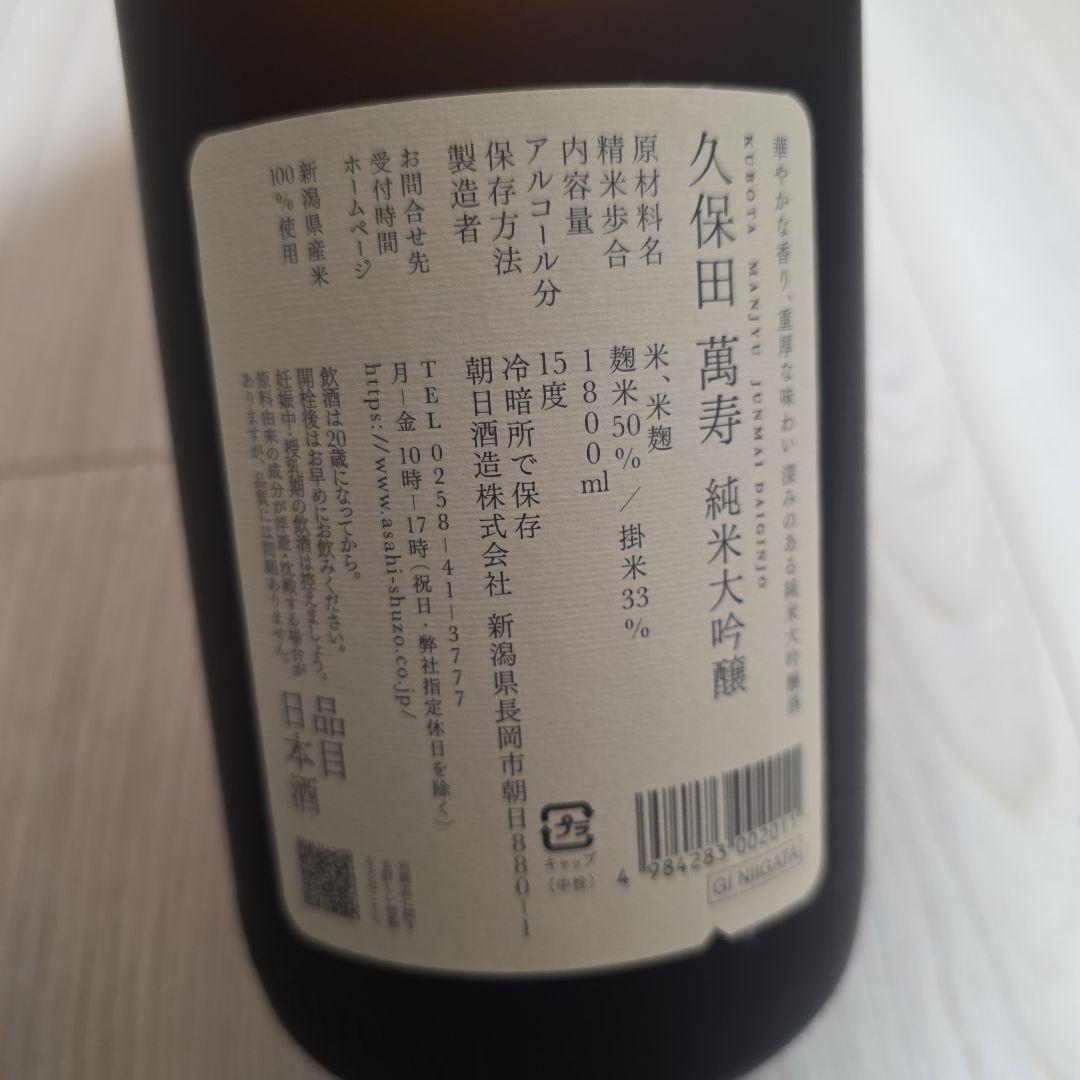 華やかな香り、重厚な味わい 深みのある純米大吟醸酒
KUBOTA MANJYU JUNMAI DAIGINJO
久保田 萬寿 純米大吟醸
原材料名 米、米麹
精米歩合 麹米50% / 掛米33%
内容量 1800ml
アルコール分 15度
保存方法 冷暗所で保存
製造者 朝日酒造株式会社 新潟県長岡市朝日880-1
お問合せ先 TEL 0258-41-3777
受付時間 月-金 10時-17時(祝日・弊社指定休日を除く)
ホームページ https://www.asahi-shuzo.co.jp/
新潟県産米
100%使用
飲酒は20歳になってから。
開栓後はお早めにお飲みください。
妊娠中・授乳期の飲酒は控えましょう。
原料由来の成分が浮遊・沈殿する場合が
ありますが、品質には問題ありません。
品目
日本酒
プラ
キャップ
(中栓)
4 984283 002011
GI NIIGATA